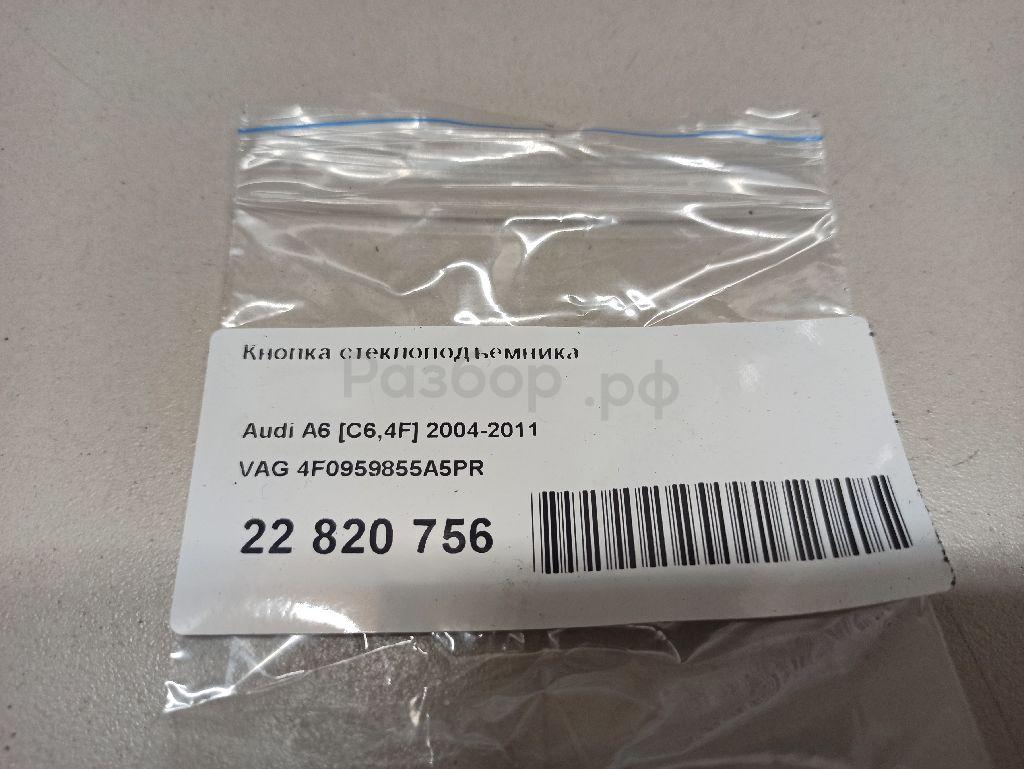 Кнопка стеклоподъемника
Разбор.рф
Audi A6 [C6,4F] 2004-2011
VAG 4F0959855A5PR
22 820 756